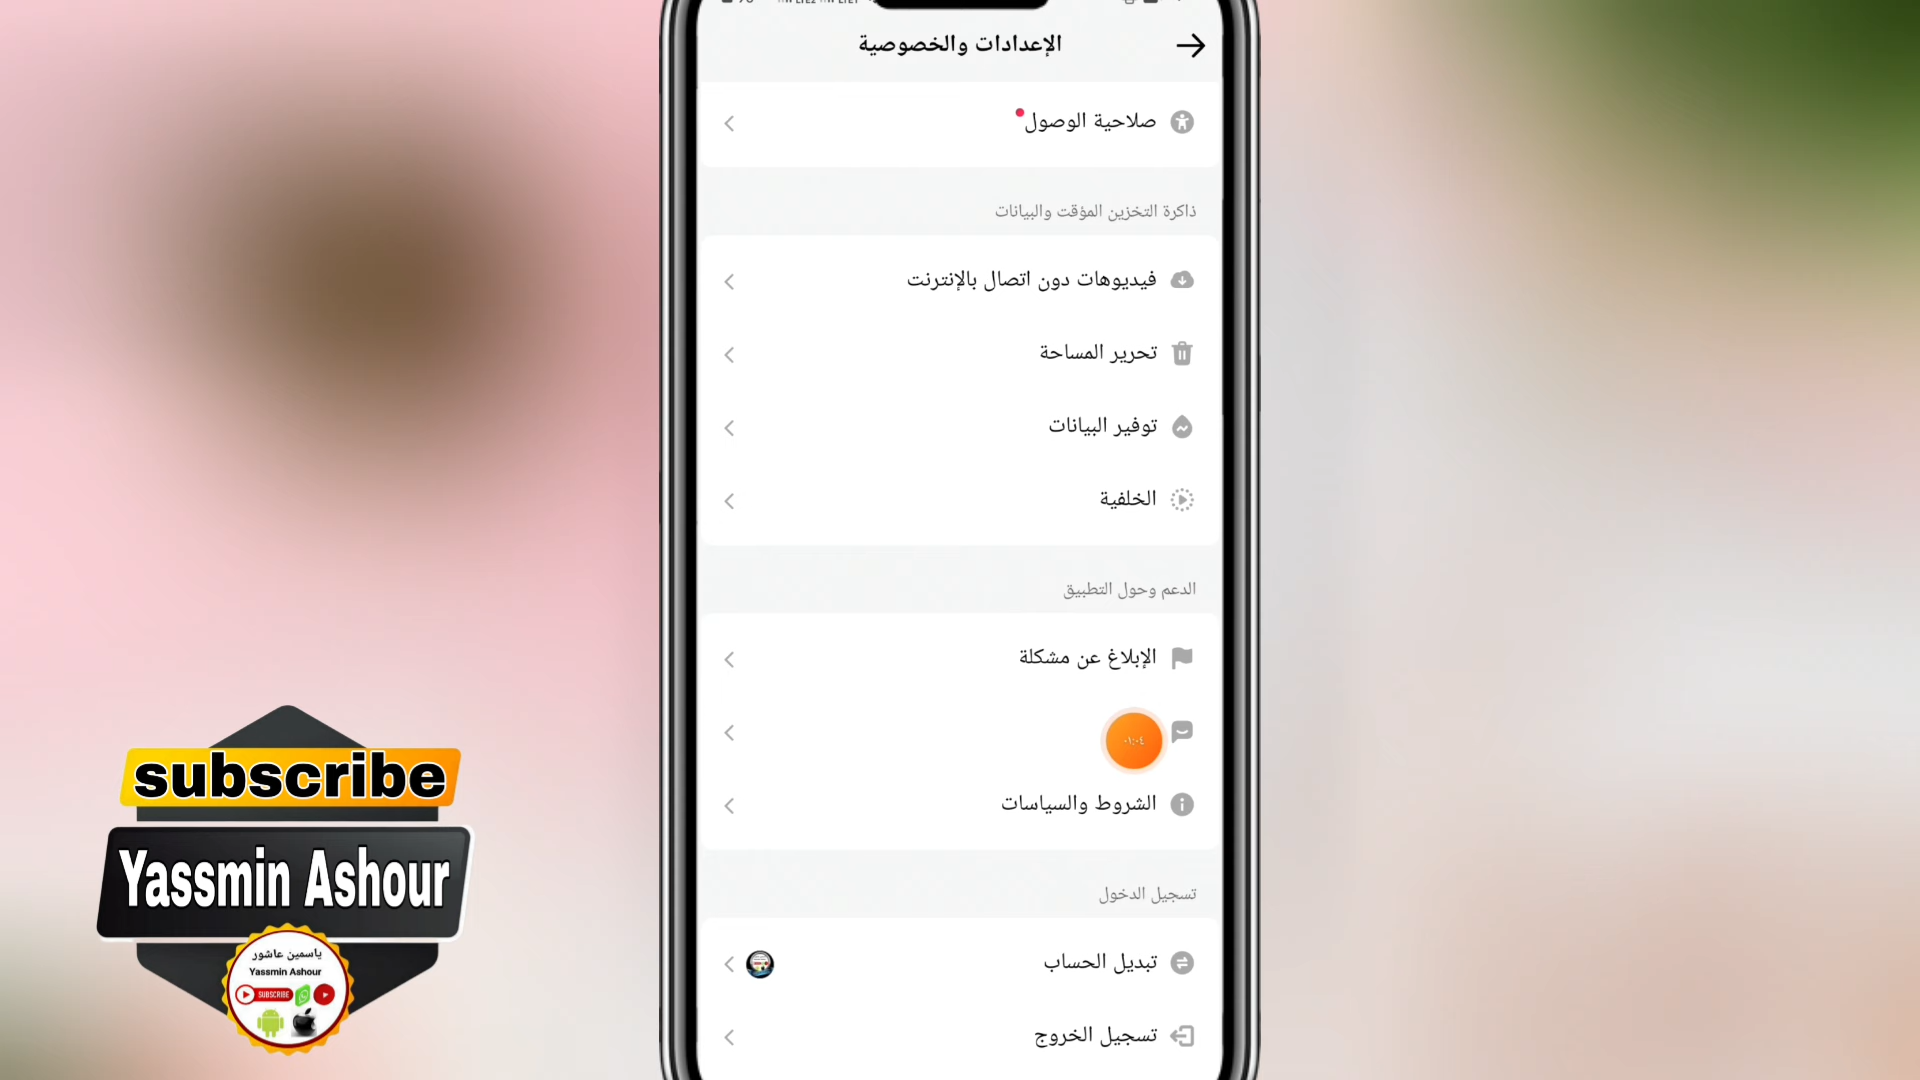 الإعدادات والخصوصية
صلاحية الوصول
ذاكرة التخزين المؤقت والبيانات
فيديوهات دون اتصال بالإنترنت
تحرير المساحة
توفير البيانات
الخلفية
الدعم وحول التطبيق
الإبلاغ عن مشكلة
٠١:٠٤
الشروط والسياسات
تسجيل الدخول
تبديل الحساب
تسجيل الخروج
subscribe
Yassmin Ashour
ياسمين عاشور
Yassmin Ashour
SUBSCRIBE